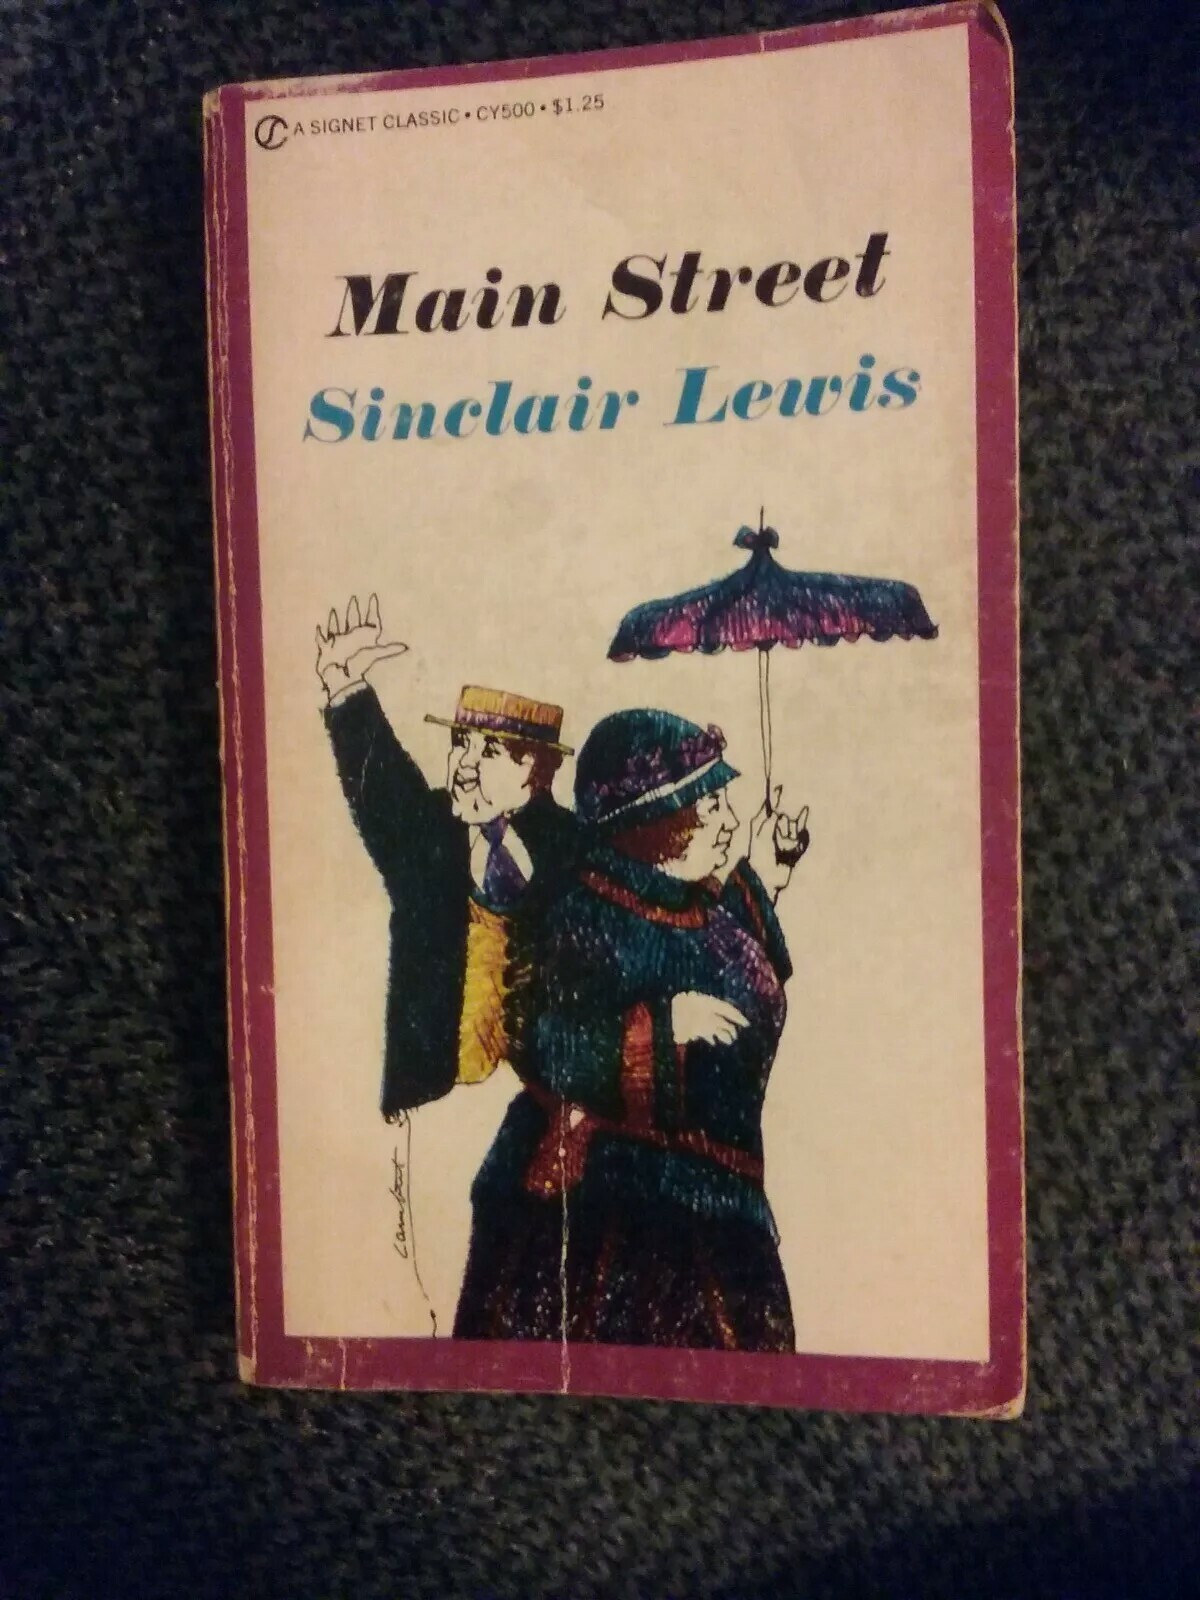 A SIGNET CLASSIC • CY500 • $1.25
Main Street
Sinclair Lewis